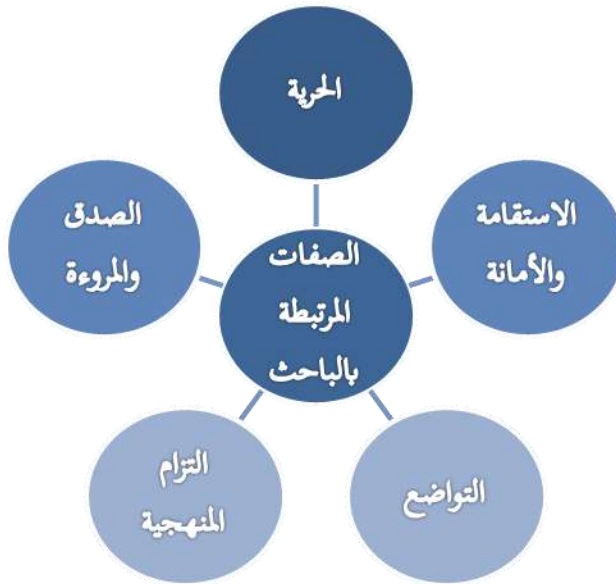 الحرية
الاستقامة
والأمانة
الصدق
والمروءة
الصفات
المرتبطة
بالباحث
التواضع
التزام
المنهجية